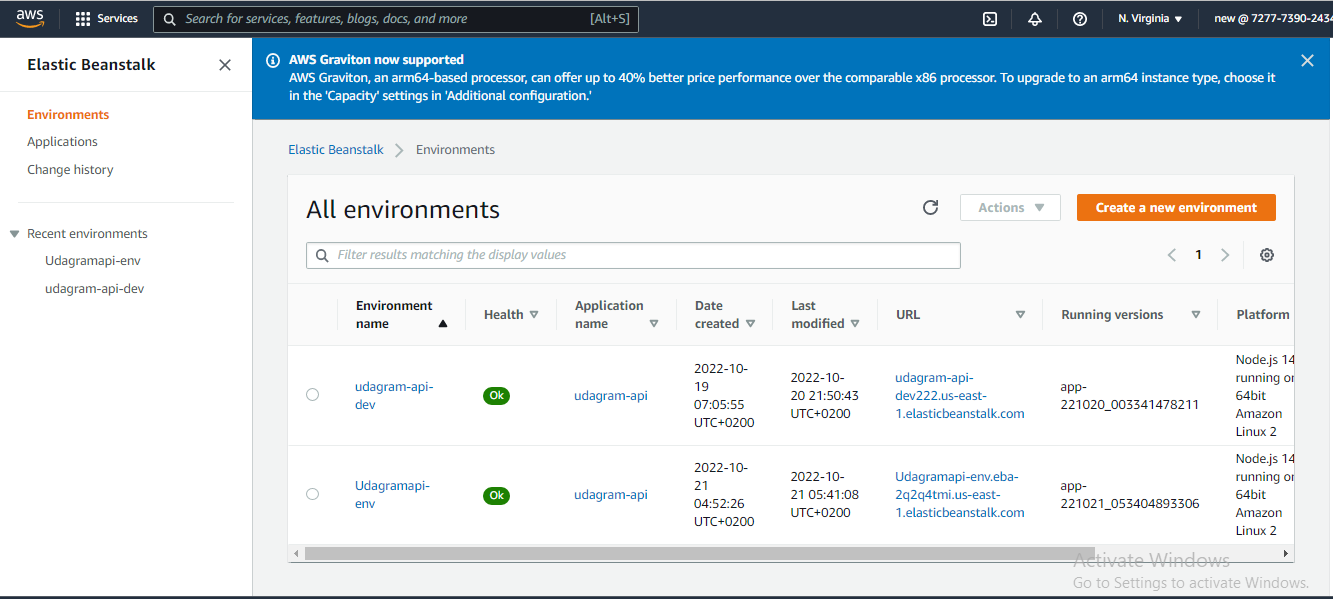 aws
Services
Search for services, features, blogs, docs, and more
[Alt+S]
N. Virginia ▼
new @ 7277-7390-2434
Elastic Beanstalk
Environments
Applications
Change history
Recent environments
Udagramapi-env
udagram-api-dev
AWS Graviton now supported
AWS Graviton, an arm64-based processor, can offer up to 40% better price performance over the comparable x86 processor. To upgrade to an arm64 instance type, choose it
in the 'Capacity' settings in 'Additional configuration.'
Elastic Beanstalk
Environments
All environments
Actions
Create a new environment
Filter results matching the display values
1
Environment
name
Health
Application
name
Date
created
Last
modified
URL
Running versions
Platform
udagram-api-
dev
Ok
udagram-api
2022-10-
19
07:05:55
UTC+0200
2022-10-
20 21:50:43
UTC+0200
udagram-api-
dev222.us-east-
1.elasticbeanstalk.com
app-
221020_003341478211
Node.js 14
running on
64bit
Amazon
Linux 2
Udagramapi-
env
Ok
udagram-api
2022-10-
21
04:52:26
UTC+0200
2022-10-
21 05:41:08
UTC+0200
Udagramapi-env.eba-
2q2q4tmi.us-east-
1.elasticbeanstalk.com
app-
221021_053404893306
Node.js 14
running on
64bit
Amazon
Linux 2
Activate Windows
Go to Settings to activate Windows.